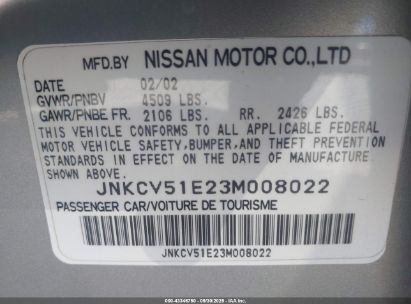 MFD.BY NISSAN MOTOR CO.,LTD
DATE 02/02
GVWR/PNBV 4509 LBS.
GAWR/PNBE FR. 2106 LBS. RR. 2426 LBS.
THIS VEHICLE CONFORMS TO ALL APPLICABLE FEDERAL
MOTOR VEHICLE SAFETY,BUMPER,AND THEFT PREVENTION
STANDARDS IN EFFECT ON THE DATE OF MANUFACTURE
SHOWN ABOVE.
JNKCV51E23M008022
PASSENGER CAR/VOITURE DE TOURISME
JNKCV51E23M008022